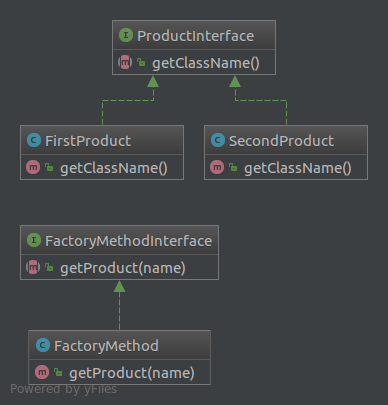 I ProductInterface
m getClassName()
C FirstProduct
m getClassName()
C SecondProduct
m getClassName()
I FactoryMethodInterface
m getProduct(name)
C FactoryMethod
m getProduct(name)
Powered by yFiles